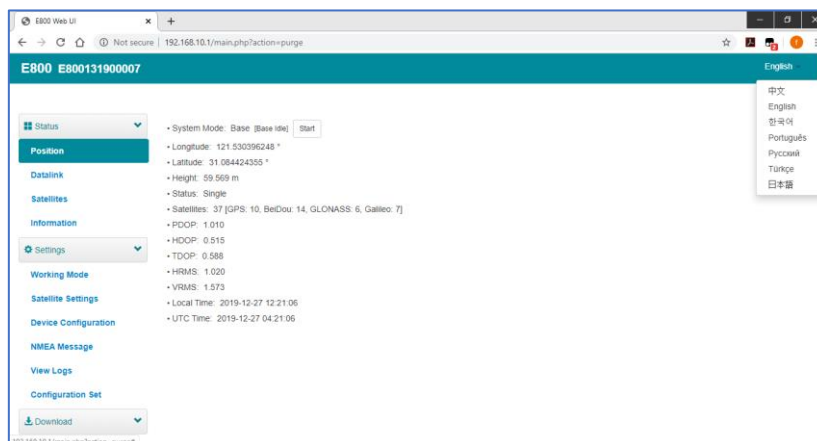 E800 Web UI
Not secure | 192.168.10.1/main.php?action=purge
E800 E800131900007
English
中文
English
한국어
Português
Русский
Türkçe
日本語
Status
Position
Datalink
Satellites
Information
Settings
Working Mode
Satellite Settings
Device Configuration
NMEA Message
View Logs
Configuration Set
Download
• System Mode: Base [Base Idle] Start
• Longitude: 121.530396248 °
• Latitude: 31.084424355 °
• Height: 59.569 m
• Status: Single
• Satellites: 37 [GPS: 10, BeiDou: 14, GLONASS: 6, Galileo: 7]
• PDOP: 1.010
• HDOP: 0.515
• TDOP: 0.588
• HRMS: 1.020
• VRMS: 1.573
• Local Time: 2019-12-27 12:21:06
• UTC Time: 2019-12-27 04:21:06